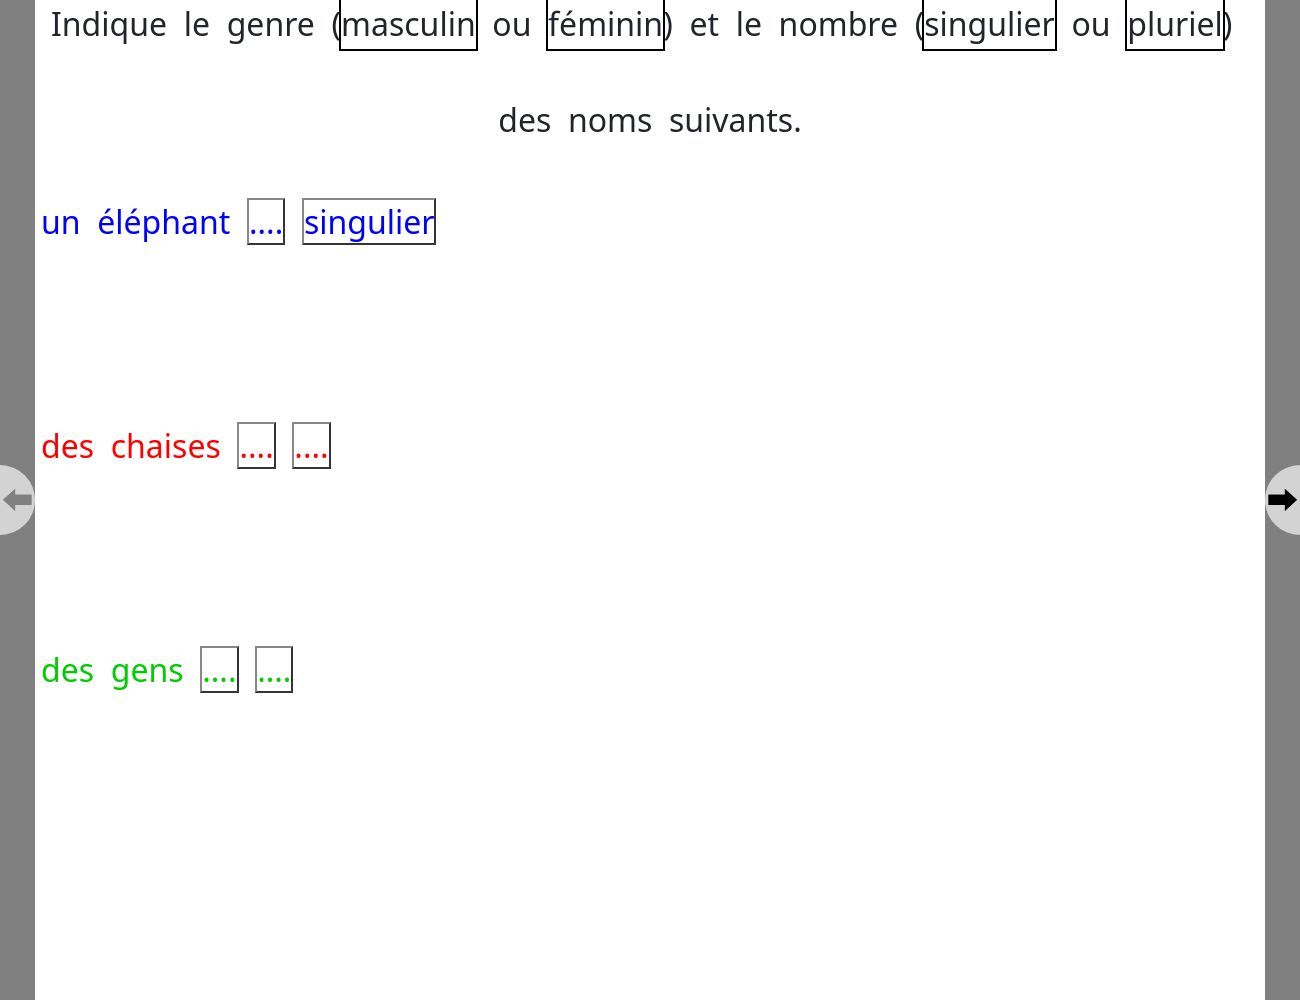 Indique le genre (masculin ou féminin) et le nombre (singulier ou pluriel)
des noms suivants.
un éléphant .... singulier
des chaises .... ....
des gens .... ....